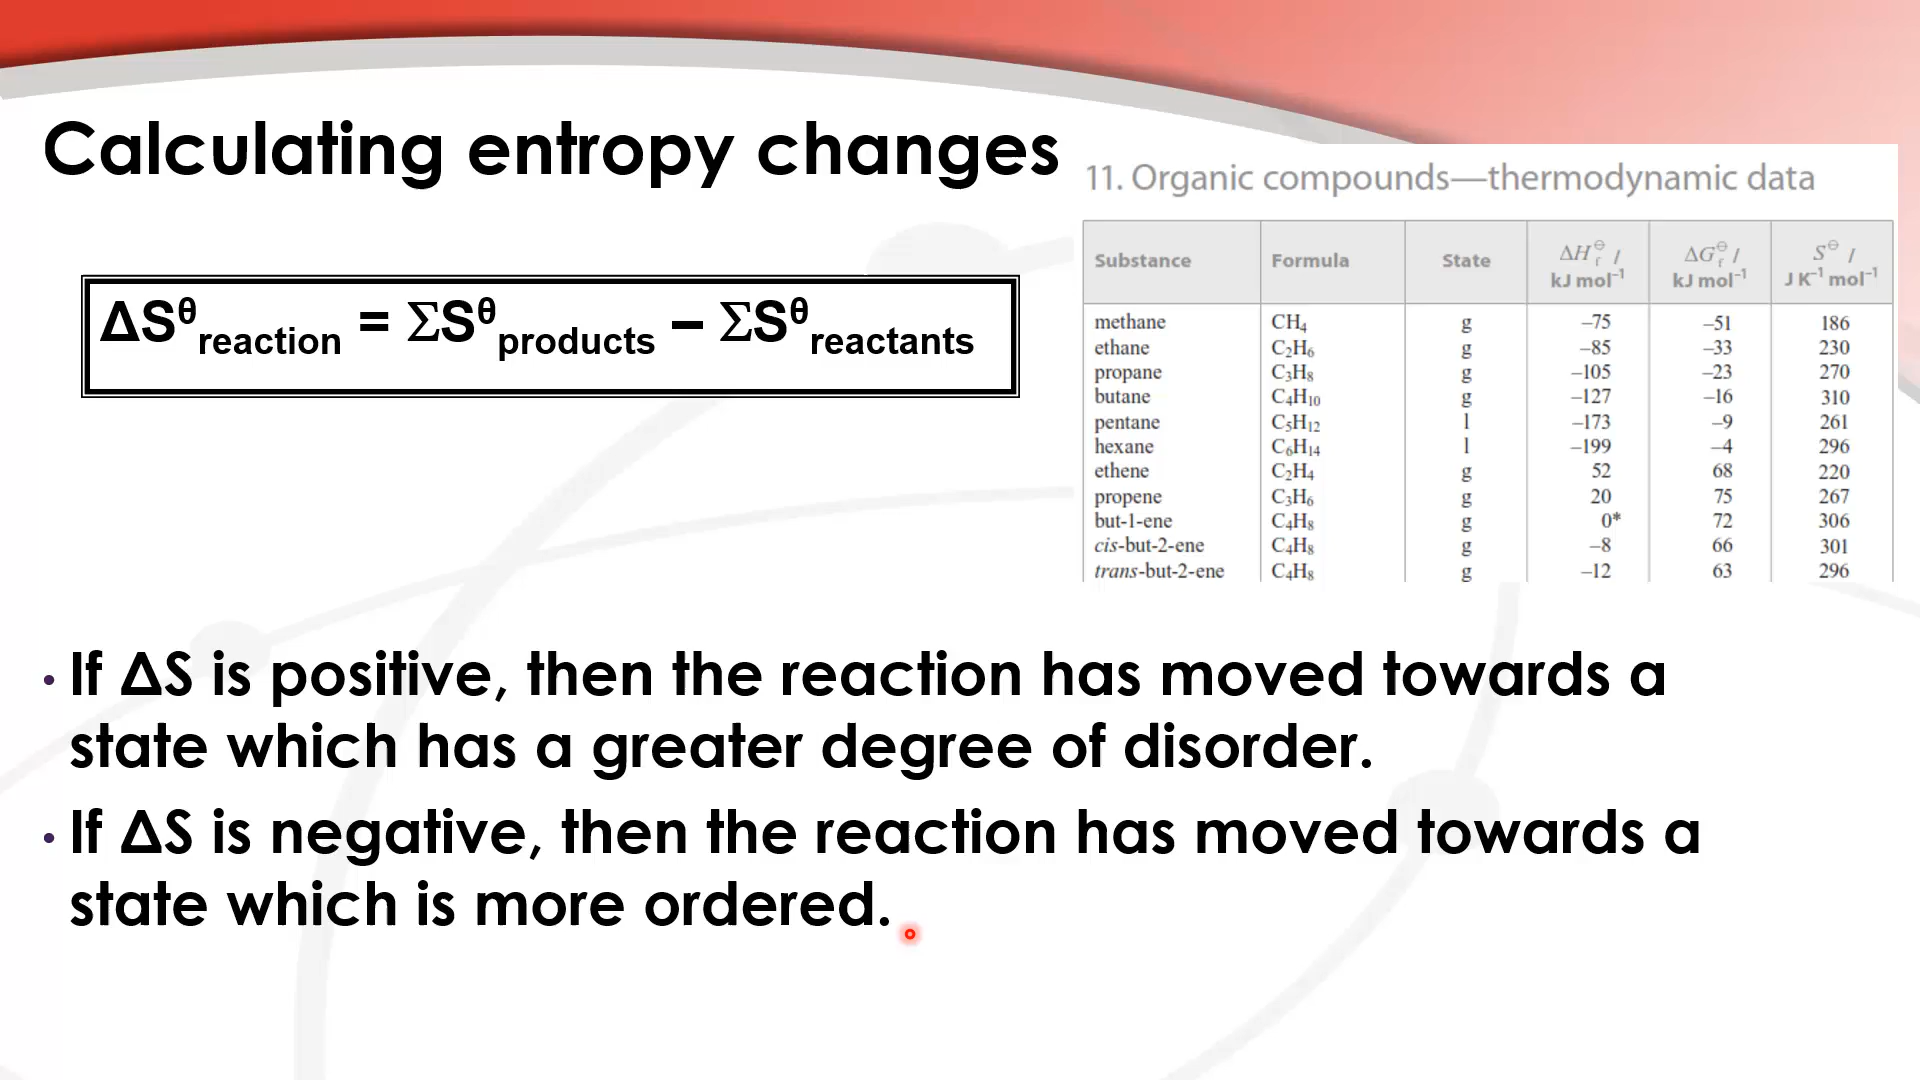 Calculating entropy changes
ΔSθreaction = ΣSθproducts – ΣSθreactants
11. Organic compounds—thermodynamic data
Substance Formula State ΔHf⊖ / kJ mol⁻¹ ΔGf⊖ / kJ mol⁻¹ S⊖ / J K⁻¹ mol⁻¹
methane CH₄ g –75 –51 186
ethane C₂H₆ g –85 –33 230
propane C₃H₈ g –105 –23 270
butane C₄H₁₀ g –127 –16 310
pentane C₅H₁₂ l –173 –9 261
hexane C₆H₁₄ l –199 –4 296
ethene C₂H₄ g 52 68 220
propene C₃H₆ g 20 75 267
but-1-ene C₄H₈ g 0* 72 306
cis-but-2-ene C₄H₈ g –8 66 301
trans-but-2-ene C₄H₈ g –12 63 296
• If ΔS is positive, then the reaction has moved towards a
state which has a greater degree of disorder.
• If ΔS is negative, then the reaction has moved towards a
state which is more ordered.